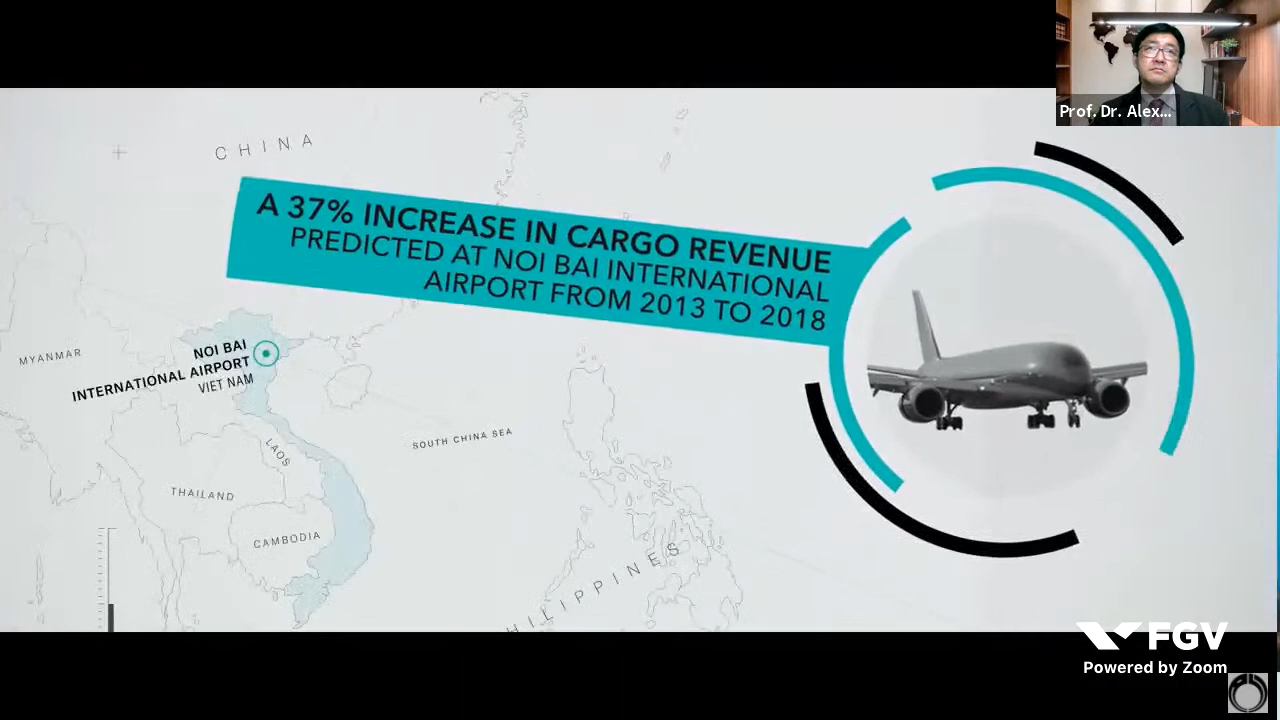 Prof. Dr. Alex...
CHINA
A 37% INCREASE IN CARGO REVENUE
PREDICTED AT NOI BAI INTERNATIONAL
AIRPORT FROM 2013 TO 2018
MYANMAR
NOI BAI
INTERNATIONAL AIRPORT
VIET NAM
SOUTH CHINA SEA
LAOS
THAILAND
CAMBODIA
HILIPPINES
FGV
Powered by Zoom